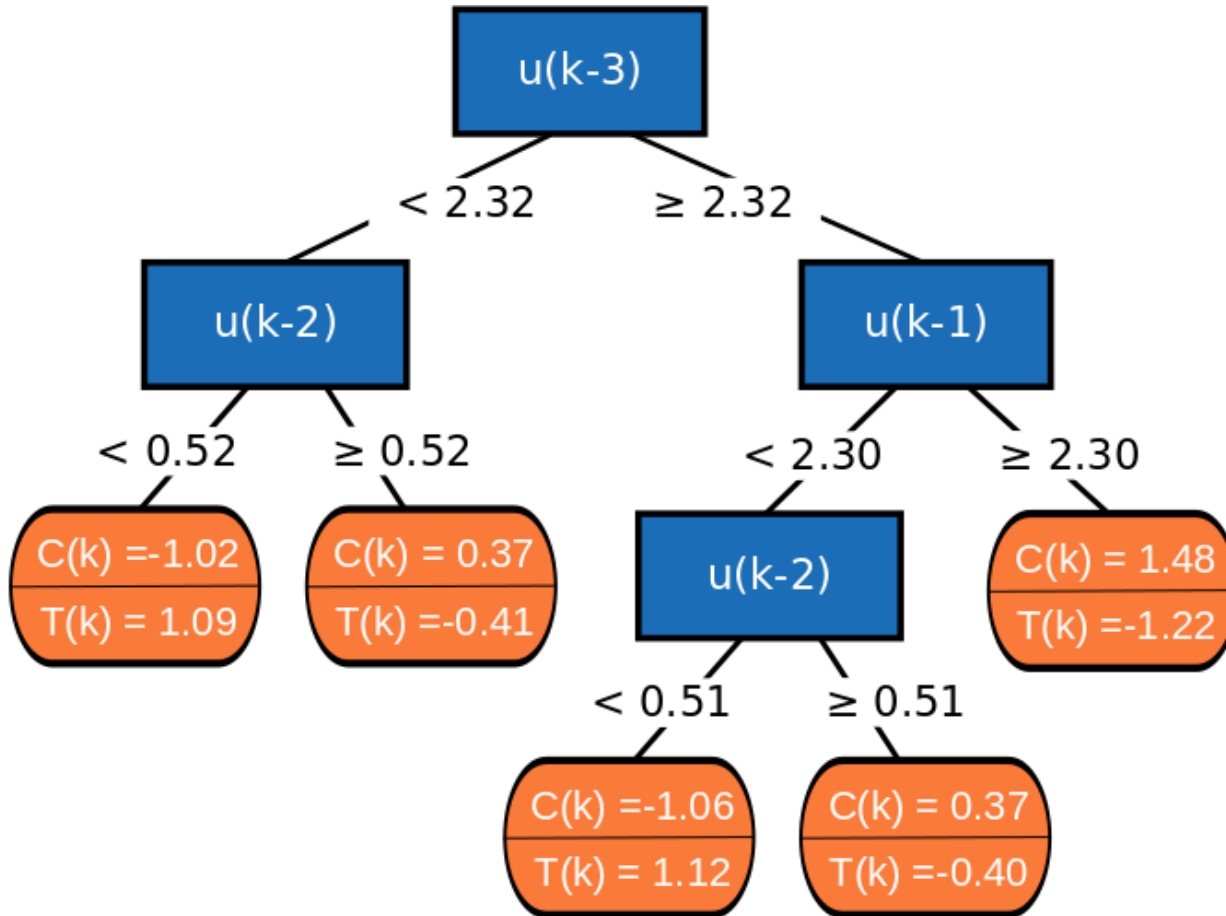 u(k-3)
< 2.32
≥ 2.32
u(k-2)
u(k-1)
< 0.52
≥ 0.52
< 2.30
≥ 2.30
C(k) =-1.02
T(k) = 1.09
C(k) = 0.37
T(k) =-0.41
u(k-2)
C(k) = 1.48
T(k) =-1.22
< 0.51
≥ 0.51
C(k) =-1.06
T(k) = 1.12
C(k) = 0.37
T(k) =-0.40